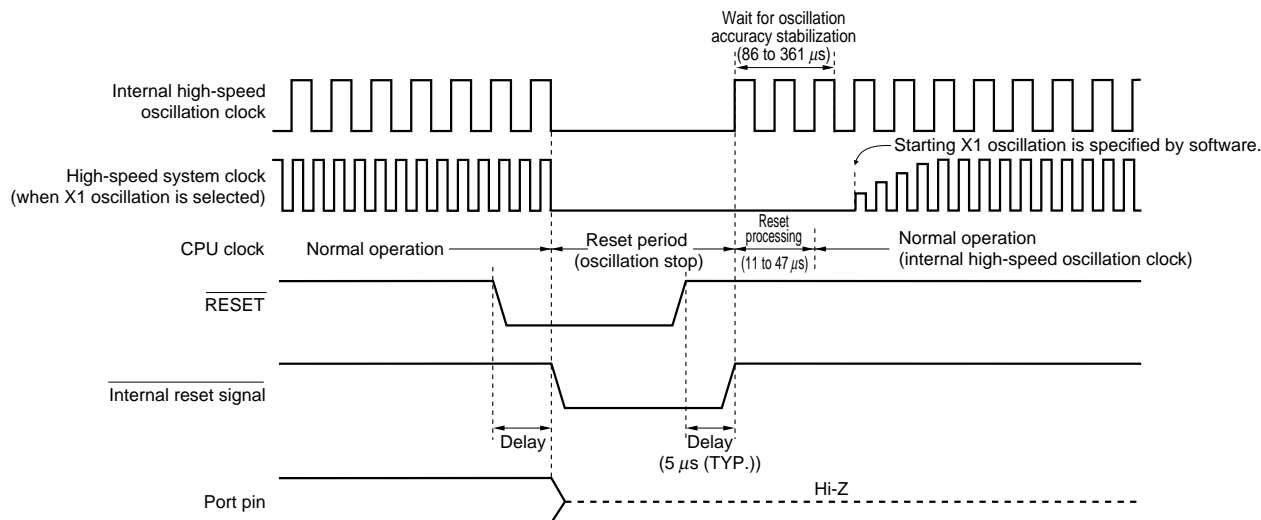 Wait for oscillation
accuracy stabilization
(86 to 361 μs)
Internal high-speed
oscillation clock
Starting X1 oscillation is specified by software.
High-speed system clock
(when X1 oscillation is selected)
CPU clock
Normal operation
Reset period
(oscillation stop)
Reset
processing
(11 to 47 μs)
Normal operation
(internal high-speed oscillation clock)
RESET
Internal reset signal
Delay
Delay
(5 μs (TYP.))
Hi-Z
Port pin